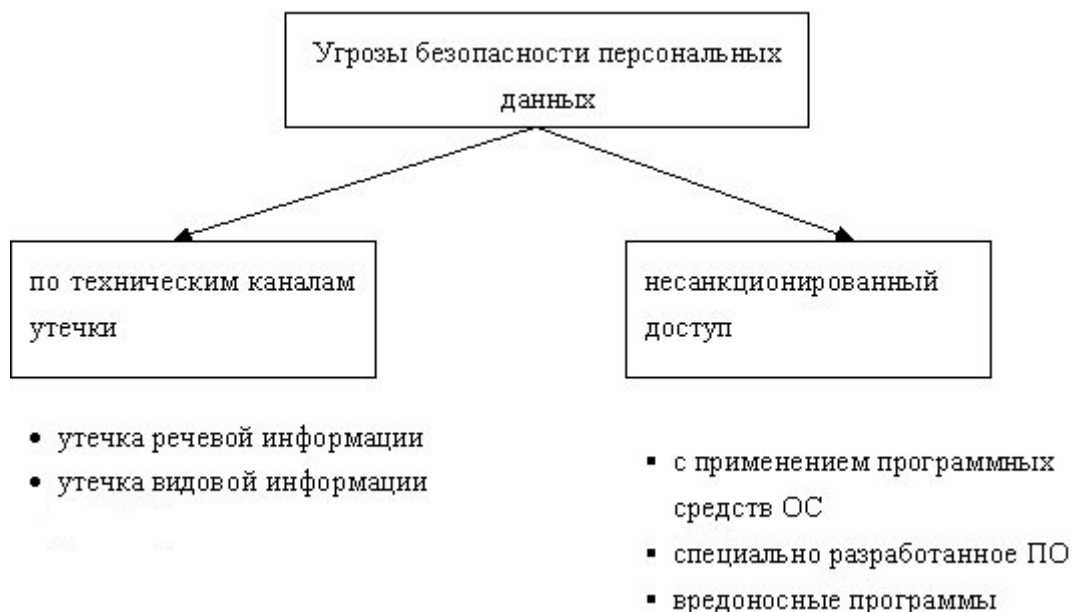 Угрозы безопасности персональных
данных
по техническим каналам
утечки
несанкционированный
доступ
• утечка речевой информации
• утечка видовой информации
▪ с применением программных
средств ОС
▪ специально разработанное ПО
▪ вредоносные программы